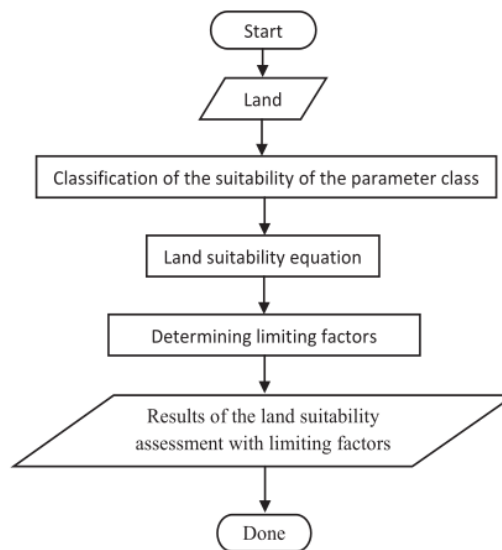 Start
Land
Classification of the suitability of the parameter class
Land suitability equation
Determining limiting factors
Results of the land suitability
assessment with limiting factors
Done